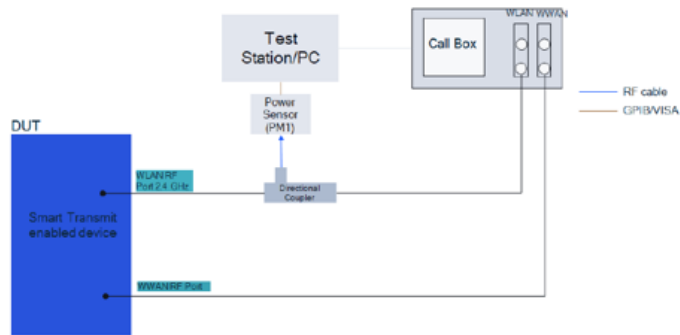 Test
Station/PC
WLAN WWAN
Call Box
RF cable
GPIB/VISA
Power
Sensor
(PM1)
DUT
WLAN RF
Port 2.4 GHz
Directional
Coupler
Smart Transmit
enabled device
WWAN RF Port